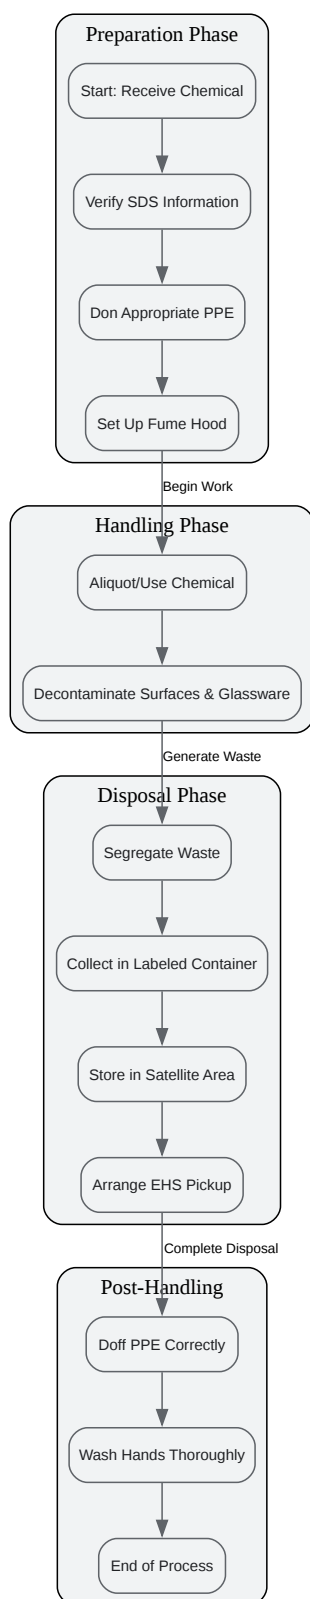 Preparation Phase
Start: Receive Chemical
Verify SDS Information
Don Appropriate PPE
Set Up Fume Hood
Begin Work
Handling Phase
Aliquot/Use Chemical
Decontaminate Surfaces & Glassware
Generate Waste
Disposal Phase
Segregate Waste
Collect in Labeled Container
Store in Satellite Area
Arrange EHS Pickup
Complete Disposal
Post-Handling
Doff PPE Correctly
Wash Hands Thoroughly
End of Process